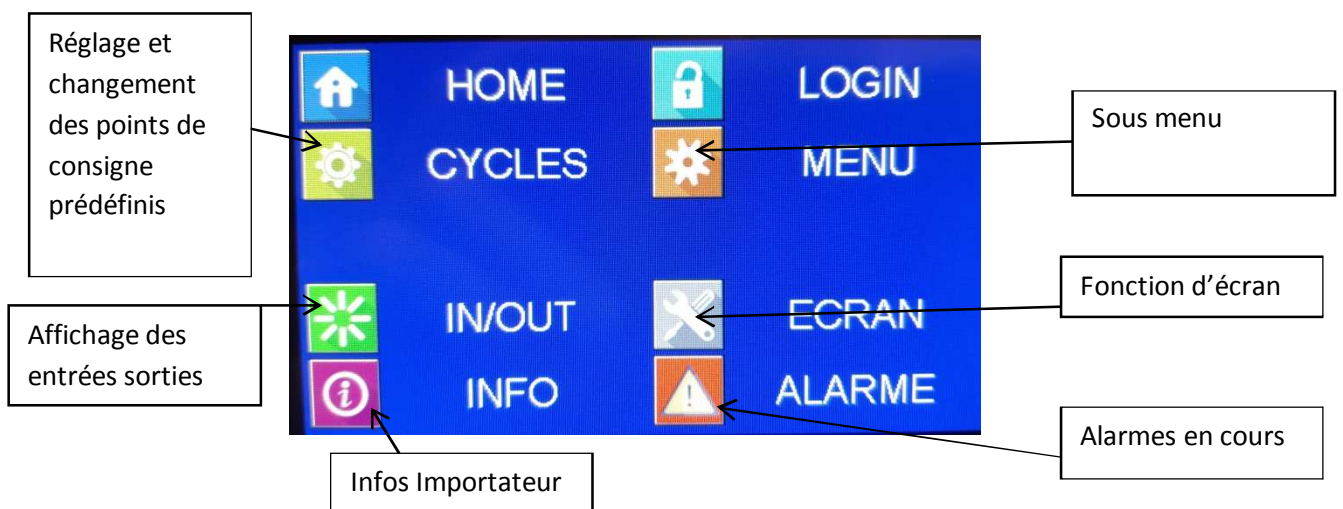 Réglage et
changement
des points de
consigne
prédéfinis
Affichage des
entrées sorties
HOME
LOGIN
CYCLES
MENU
IN/OUT
ECRAN
INFO
ALARME
Sous menu
Fonction d’écran
Alarmes en cours
Infos Importateur